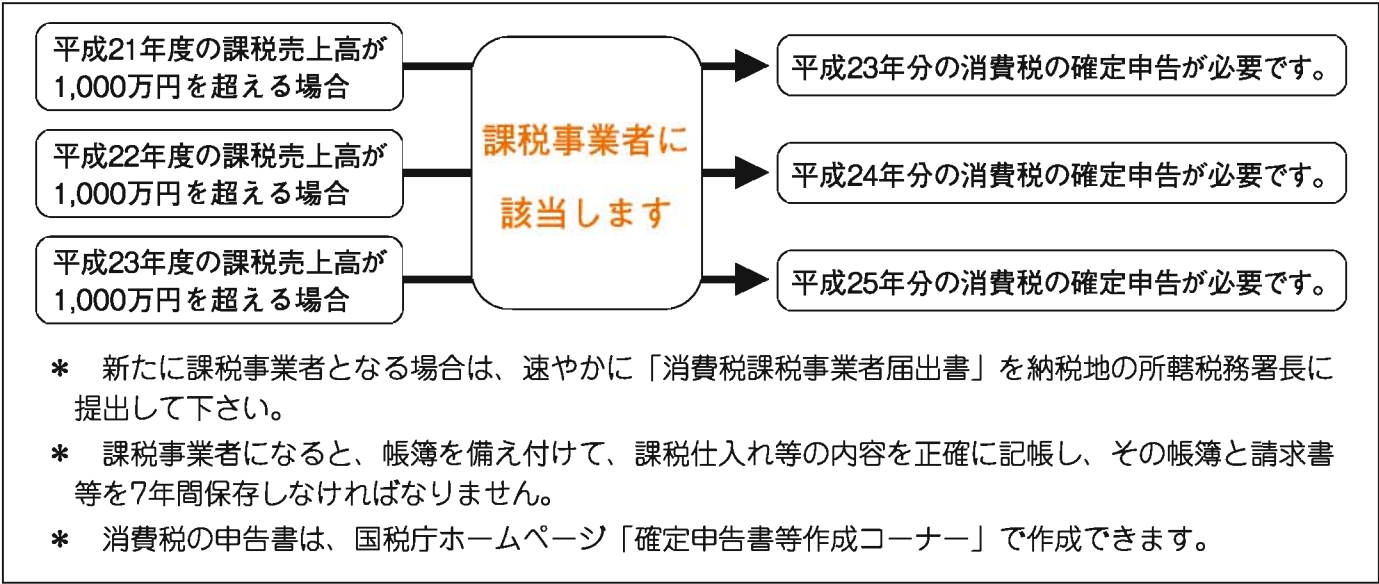 平成21年度の課税売上高が
1,000万円を超える場合
平成22年度の課税売上高が
1,000万円を超える場合
平成23年度の課税売上高が
1,000万円を超える場合
課税事業者に
該当します
平成23年分の消費税の確定申告が必要です。
平成24年分の消費税の確定申告が必要です。
平成25年分の消費税の確定申告が必要です。
* 新たに課税事業者となる場合は、速やかに「消費税課税事業者届出書」を納税地の所轄税務署長に
提出して下さい。
* 課税事業者になると、帳簿を備え付けて、課税仕入れ等の内容を正確に記帳し、その帳簿と請求書
等を7年間保存しなければなりません。
* 消費税の申告書は、国税庁ホームページ「確定申告書等作成コーナー」で作成できます。